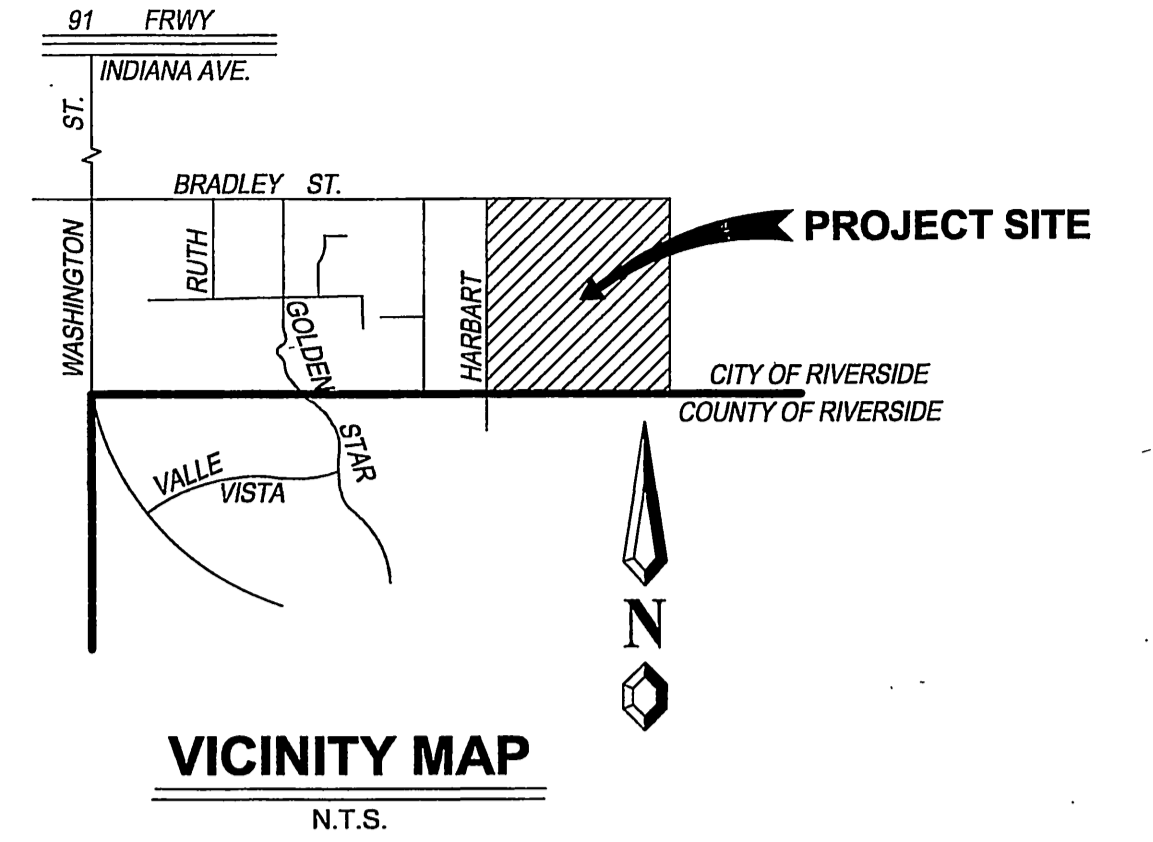 91 FRWY
INDIANA AVE.
ST.
BRADLEY ST.
WASHINGTON
RUTH
GOLDEN
HARBART
PROJECT SITE
CITY OF RIVERSIDE
COUNTY OF RIVERSIDE
STAR
VALLE
VISTA
N
VICINITY MAP
N.T.S.